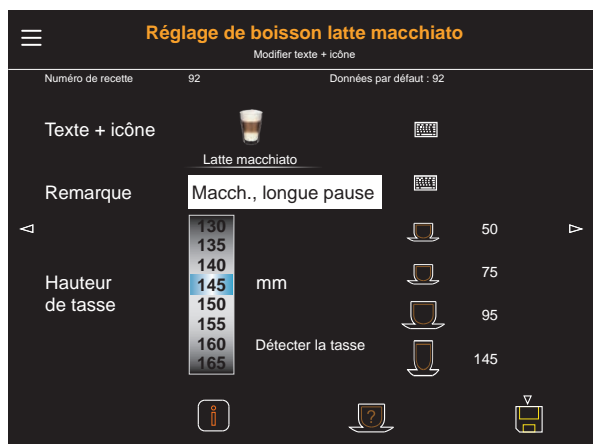 Réglage de boisson latte macchiato
Modifier texte + icône
Numéro de recette 92 Données par défaut : 92
Texte + icône
Latte macchiato
Remarque Macch., longue pause
130
135
140
145
150
155
160
165
Hauteur
de tasse
mm
Détecter la tasse
50
75
95
145
i
?